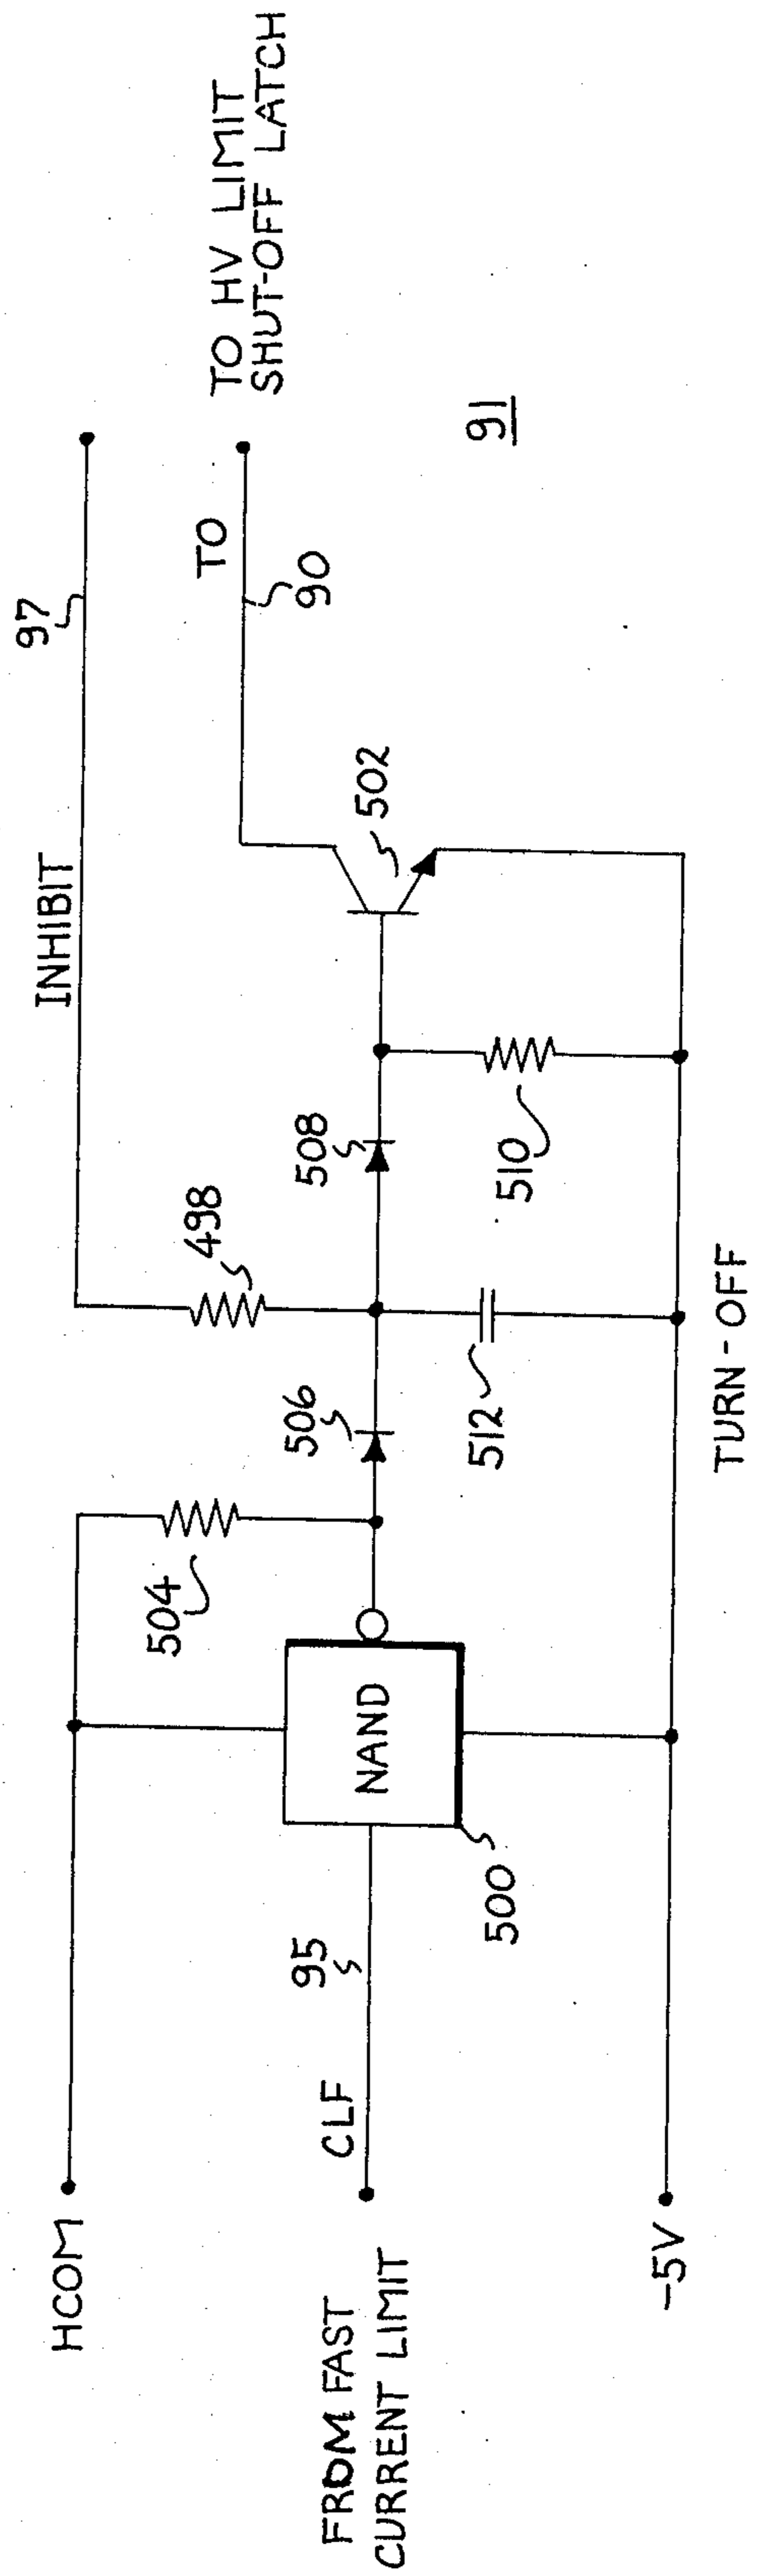 97
INHIBIT
TO HV LIMIT
SHUT-OFF LATCH
TO
90
HCOM
504
498
506
508
502
91
FROM FAST
CURRENT LIMIT
CLF
95
NAND
500
512
510
-5V
TURN-OFF